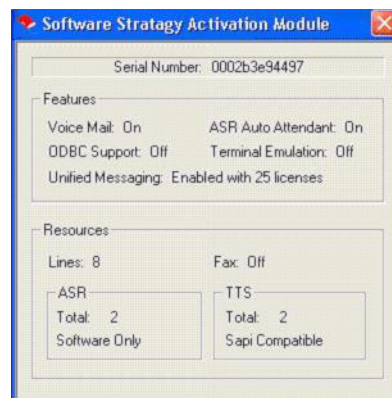 Software Stratagy Activation Module
Serial Number: 0002b3e94497
Features
Voice Mail: On ASR Auto Attendant: On
ODBC Support: Off Terminal Emulation: Off
Unified Messaging: Enabled with 25 licenses
Resources
Lines: 8 Fax: Off
ASR
Total: 2
Software Only
TTS
Total: 2
Sapi Compatible